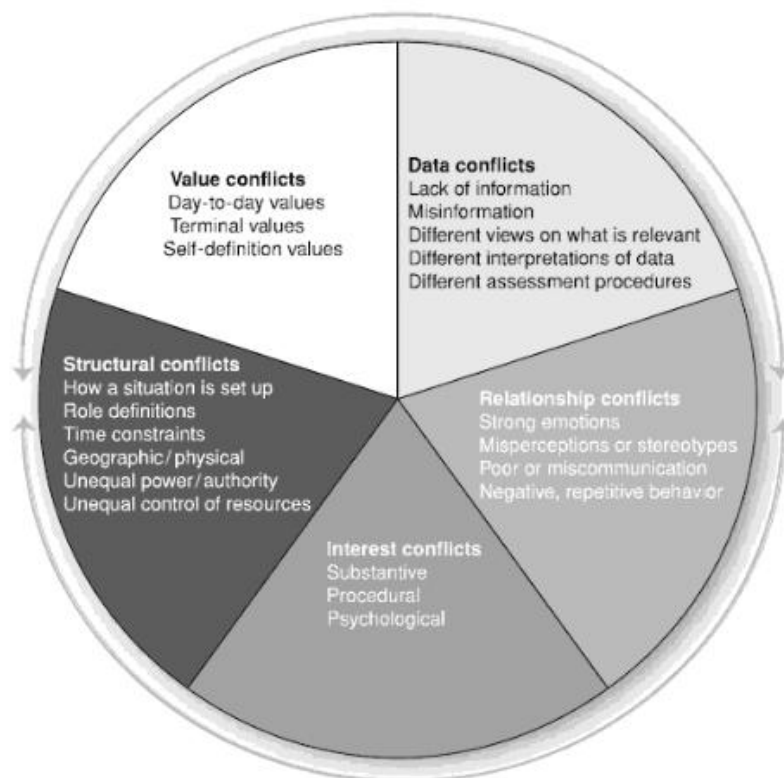 Value conflicts
Day-to-day values
Terminal values
Self-definition values
Data conflicts
Lack of information
Misinformation
Different views on what is relevant
Different interpretations of data
Different assessment procedures
Relationship conflicts
Strong emotions
Misperceptions or stereotypes
Poor or miscommunication
Negative, repetitive behavior
Interest conflicts
Substantive
Procedural
Psychological
Structural conflicts
How a situation is set up
Role definitions
Time constraints
Geographic/physical
Unequal power/authority
Unequal control of resources